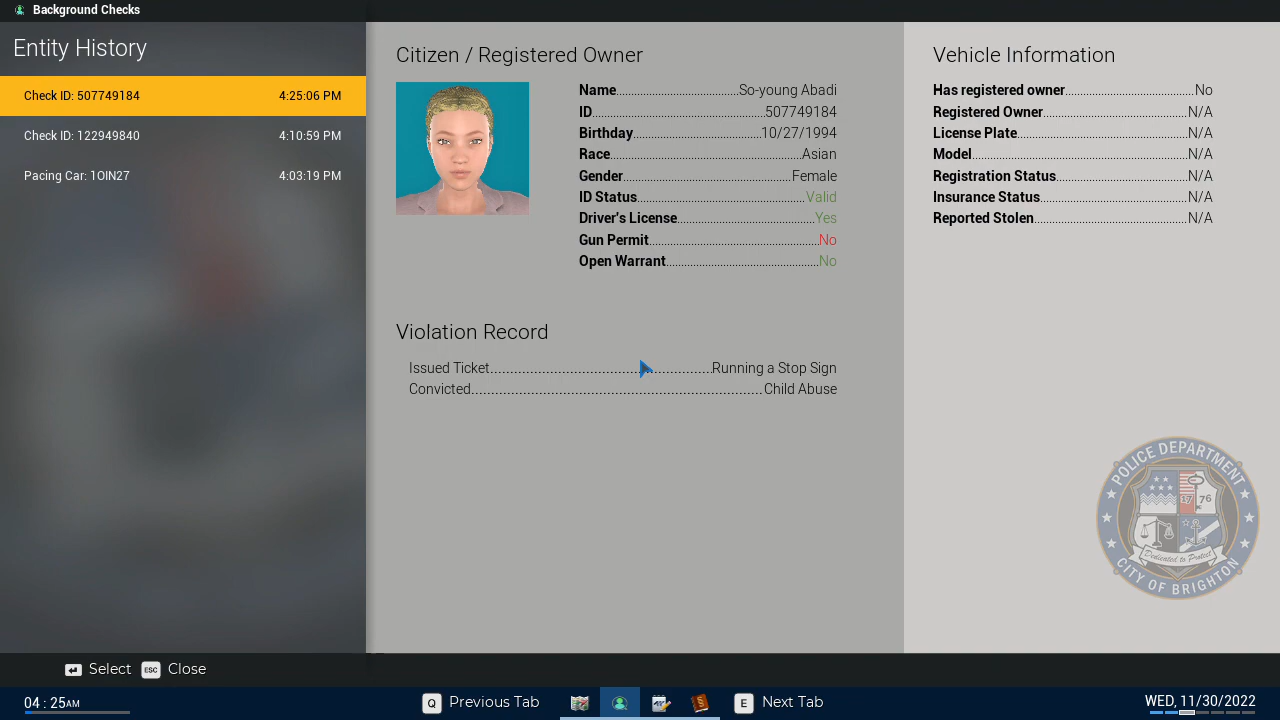 Background Checks
Entity History
Check ID: 507749184 4:25:06 PM
Check ID: 122949840 4:10:59 PM
Pacing Car: 1OIN27 4:03:19 PM
Citizen / Registered Owner
Name So-young Abadi
ID 507749184
Birthday 10/27/1994
Race Asian
Gender Female
ID Status Valid
Driver's License Yes
Gun Permit No
Open Warrant No
Violation Record
Issued Ticket Running a Stop Sign
Convicted Child Abuse
Vehicle Information
Has registered owner No
Registered Owner N/A
License Plate N/A
Model N/A
Registration Status N/A
Insurance Status N/A
Reported Stolen N/A
POLICE DEPARTMENT
17 76
Dedicated to Protect
CITY OF BRIGHTON
Select ESC Close
04 : 25AM
Q Previous Tab
E Next Tab
WED, 11/30/2022